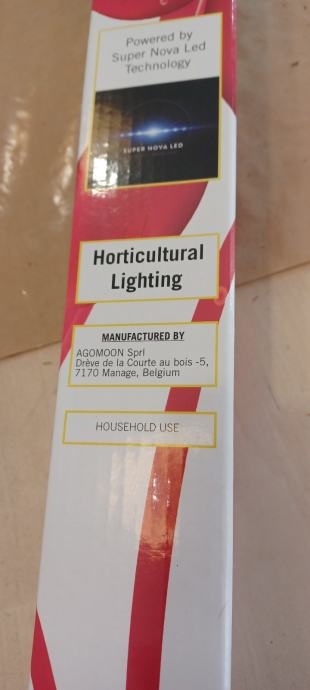 Powered by
Super Nova Led
Technology
SUPER NOVA LED
Horticultural
Lighting
MANUFACTURED BY
AGOMOON Sprl
Drève de la Courte au bois -5,
7170 Manage, Belgium
HOUSEHOLD USE